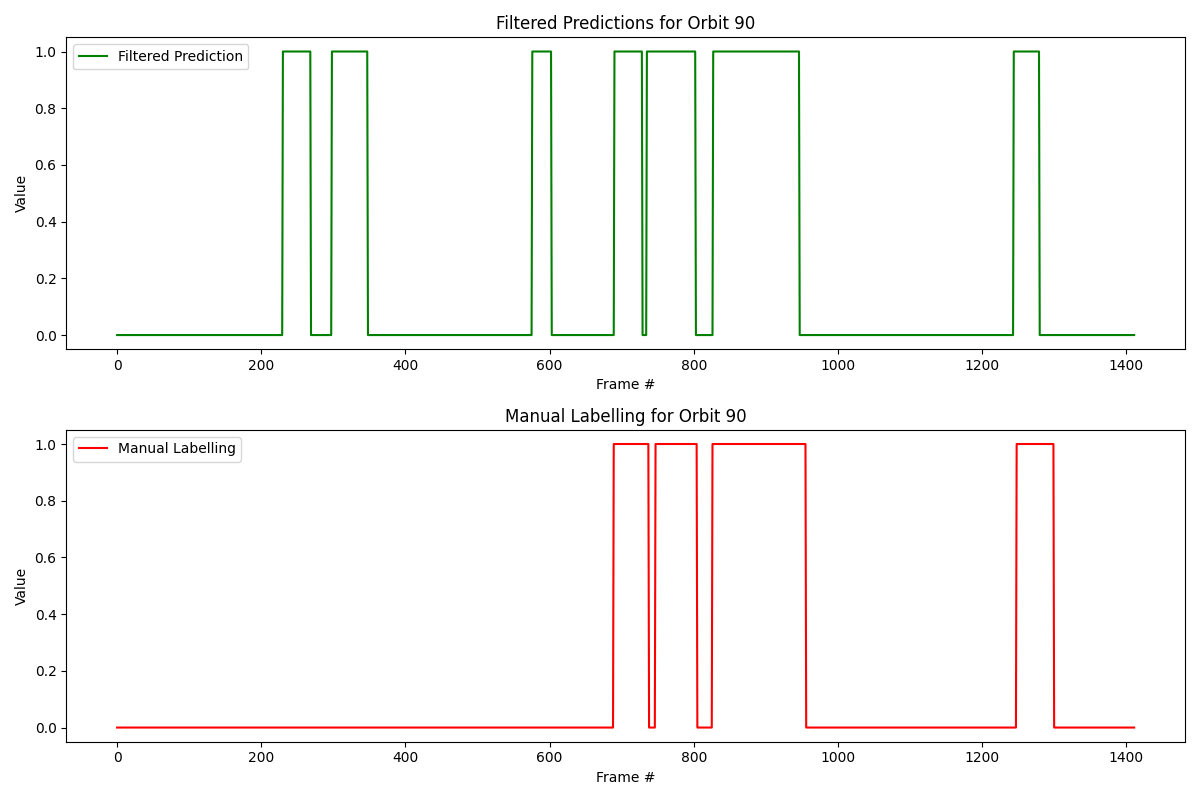 Filtered Predictions for Orbit 90
Filtered Prediction
1.0
0.8
0.6
0.4
0.2
0.0
Value
0 200 400 600 800 1000 1200 1400
Frame #
Manual Labelling for Orbit 90
Manual Labelling
1.0
0.8
0.6
0.4
0.2
0.0
Value
0 200 400 600 800 1000 1200 1400
Frame #